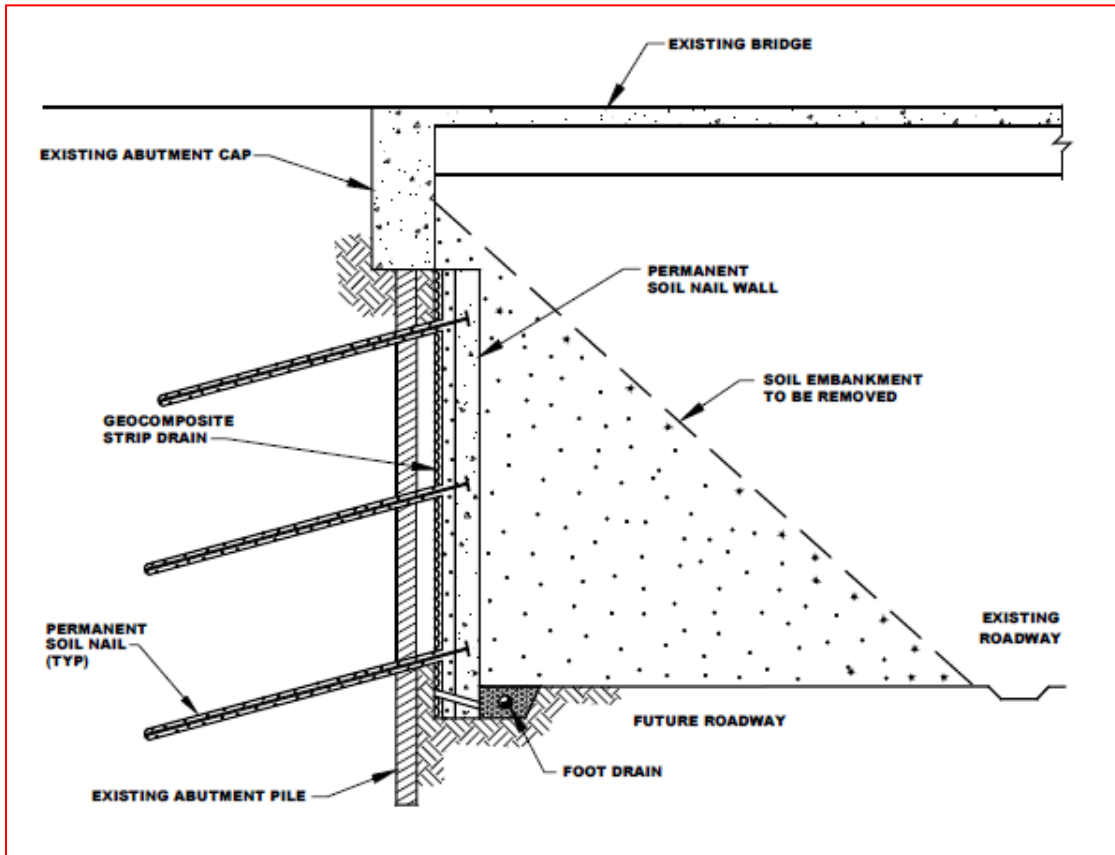 EXISTING BRIDGE
EXISTING ABUTMENT CAP
PERMANENT
SOIL NAIL WALL
SOIL EMBANKMENT
TO BE REMOVED
GEOCOMPOSITE
STRIP DRAIN
PERMANENT
SOIL NAIL
(TYP)
EXISTING
ROADWAY
FUTURE ROADWAY
FOOT DRAIN
EXISTING ABUTMENT PILE